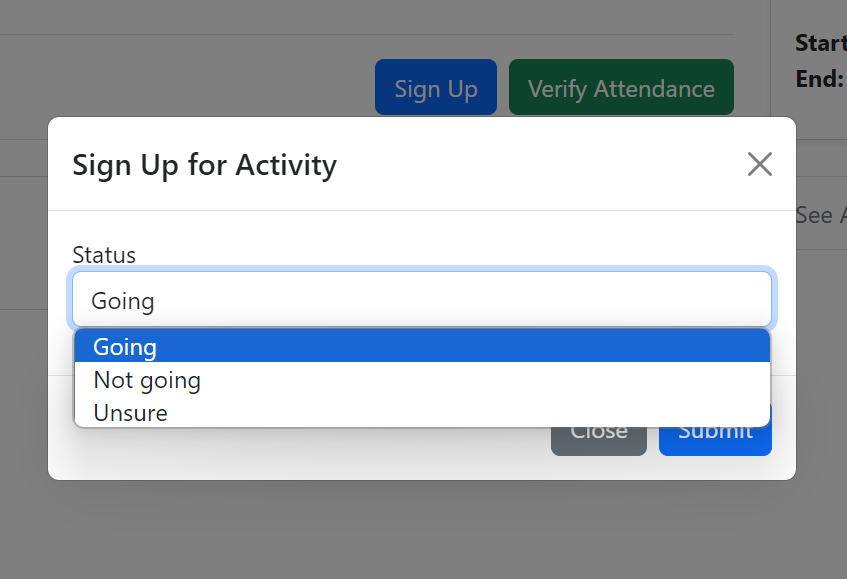 Start
End:
Sign Up
Verify Attendance
Sign Up for Activity
See A
Status
Going
Going
Not going
Unsure
Close
Submit